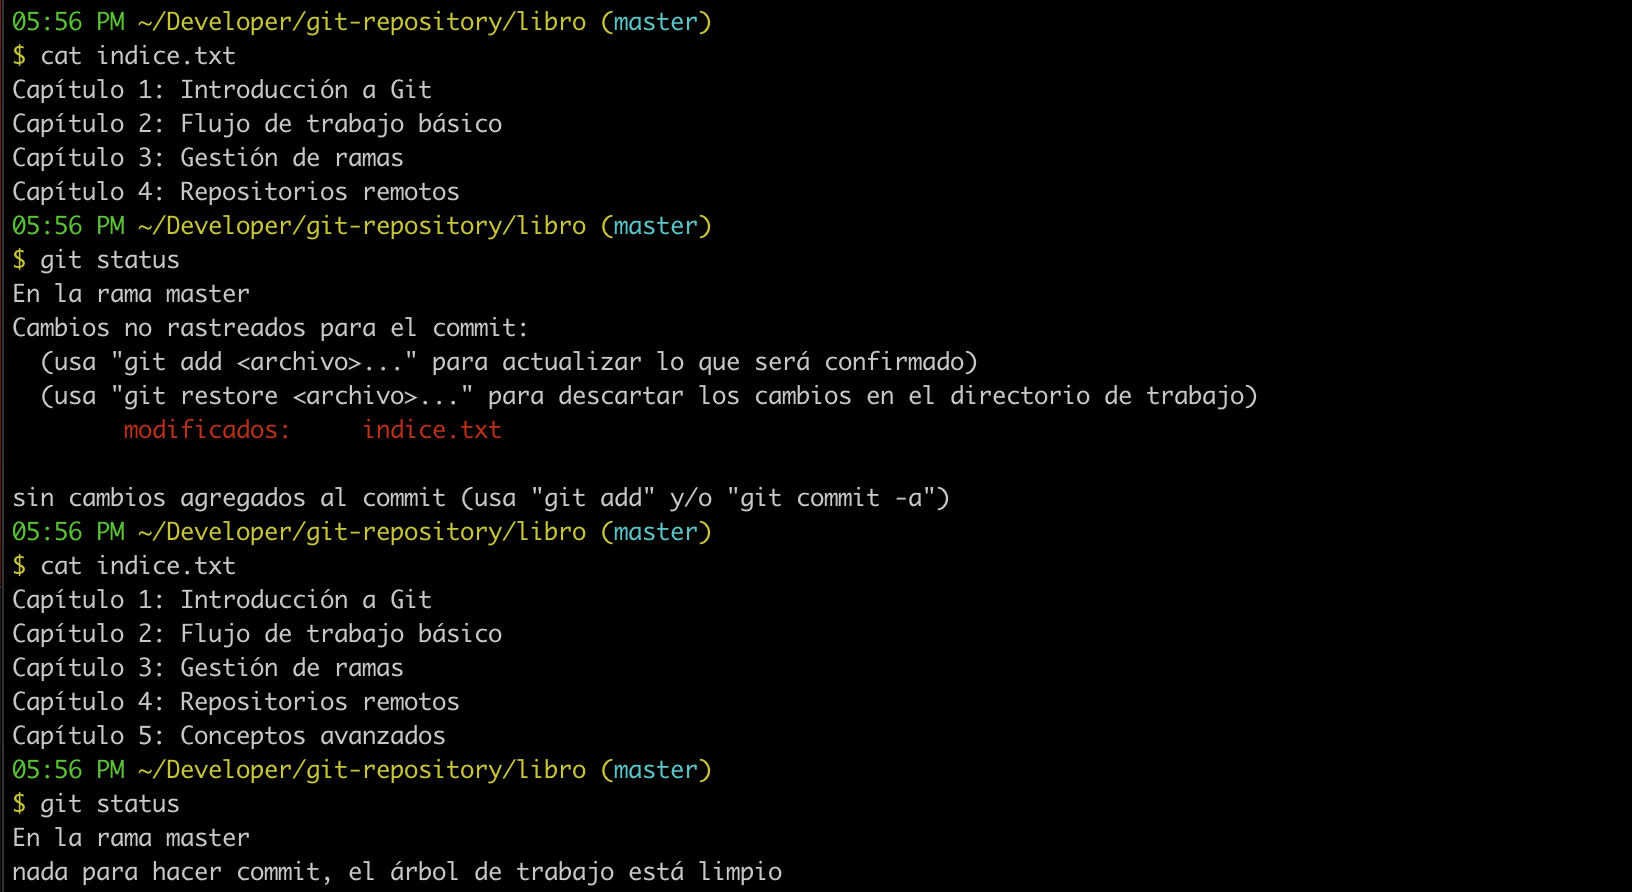 05:56 PM ~/Developer/git-repository/libro (master)
$ cat indice.txt
Capítulo 1: Introducción a Git
Capítulo 2: Flujo de trabajo básico
Capítulo 3: Gestión de ramas
Capítulo 4: Repositorios remotos
05:56 PM ~/Developer/git-repository/libro (master)
$ git status
En la rama master
Cambios no rastreados para el commit:
  (usa "git add <archivo>..." para actualizar lo que será confirmado)
  (usa "git restore <archivo>..." para descartar los cambios en el directorio de trabajo)
        modificados:     indice.txt

sin cambios agregados al commit (usa "git add" y/o "git commit -a")
05:56 PM ~/Developer/git-repository/libro (master)
$ cat indice.txt
Capítulo 1: Introducción a Git
Capítulo 2: Flujo de trabajo básico
Capítulo 3: Gestión de ramas
Capítulo 4: Repositorios remotos
Capítulo 5: Conceptos avanzados
05:56 PM ~/Developer/git-repository/libro (master)
$ git status
En la rama master
nada para hacer commit, el árbol de trabajo está limpio